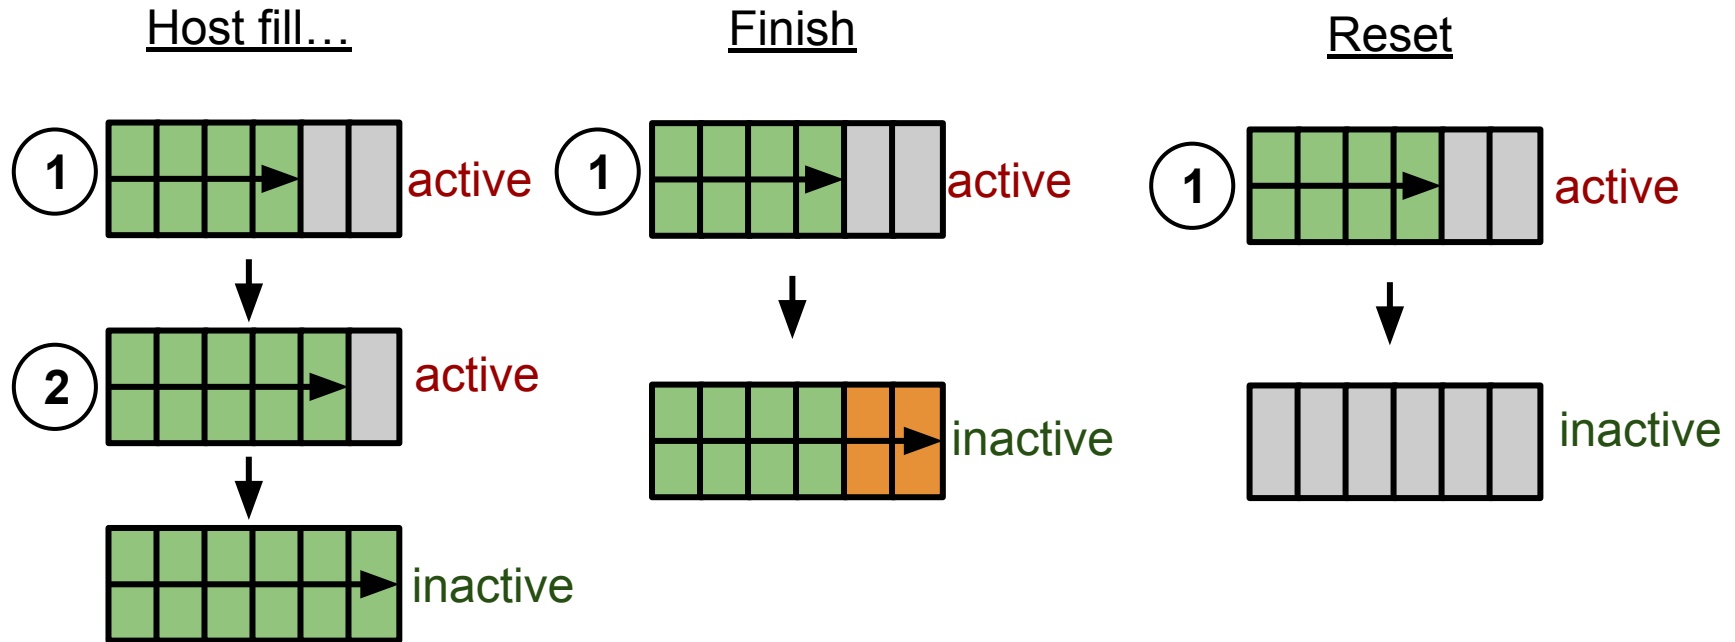 Host fill…
1
active
2
active
inactive
Finish
1
active
inactive
Reset
1
active
inactive